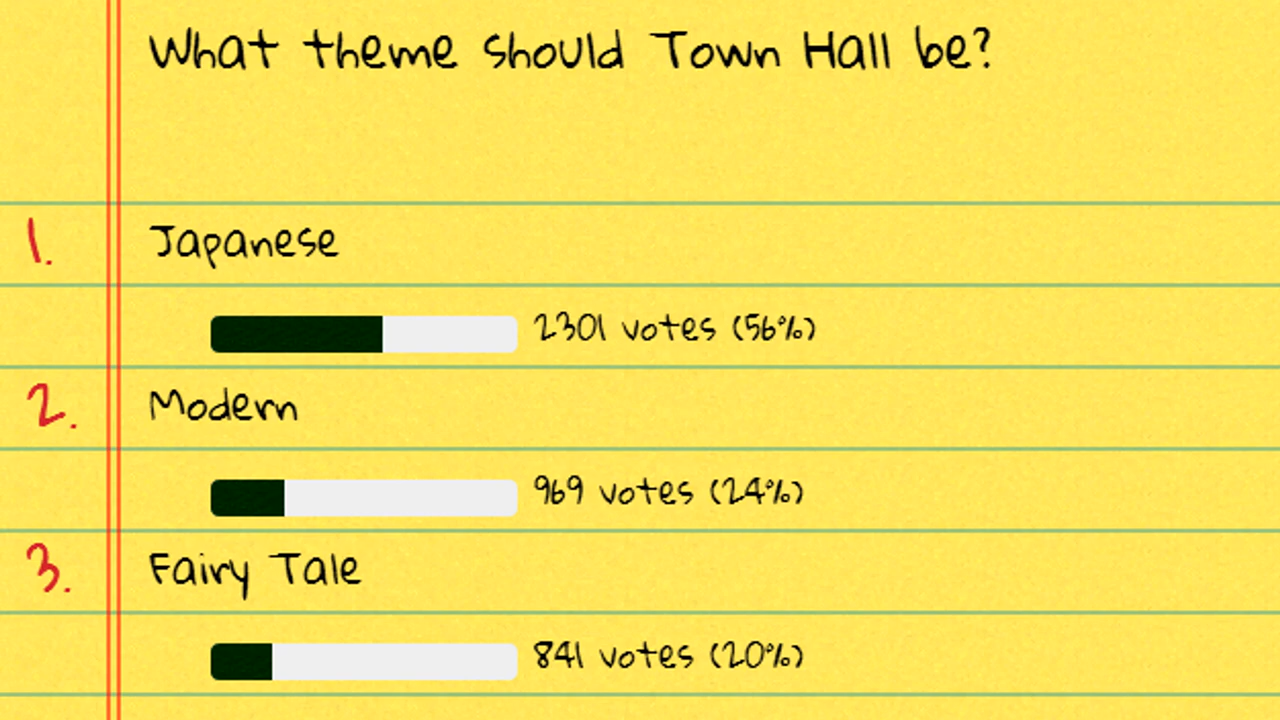 What theme should Town Hall be?
1. Japanese
2301 votes (56%)
2. Modern
969 votes (24%)
3. Fairy Tale
841 votes (20%)